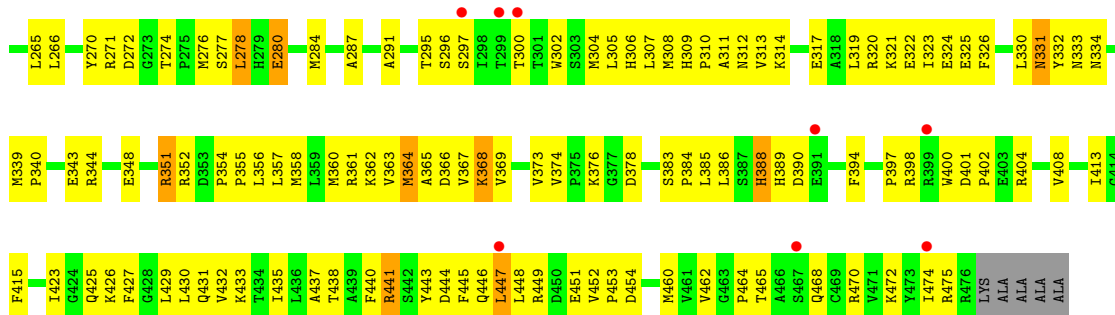 L265 L266 Y270 R271 D272 G273 T274 P275 M276 S277 L278 H279 E280 M284 A287 A291 T295 S296 S297 I298 T299 T300 T301 W302 S303 M304 L305 H306 L307 M308 H309 P310 A311 N312 V313 K314 E317 A318 L319 R320 K321 E322 I323 E324 E325 F326 L330 N331 Y332 N333 N334
M339 P340 E343 R344 E348 R351 R352 D353 P354 P355 L356 L357 M358 L359 M360 R361 K362 V363 M364 A365 D366 V367 K368 V369 V373 V374 P375 K376 G377 D378 S383 P384 L385 L386 S387 H388 H389 D390 E391 F394 P397 R398 R399 W400 D401 P402 E403 R404 V408 I413 G414
F415 I423 G424 Q425 K426 F427 G428 L429 L430 Q431 V432 K433 T434 I435 L436 A437 T438 A439 F440 R441 S442 Y443 D444 F445 Q446 L447 L448 R449 D450 E451 V452 P453 D454 M460 V461 V462 G463 P464 T465 A466 S467 Q468 C469 R470 V471 K472 Y473 I474 R475 R476 LYS ALA ALA ALA ALA